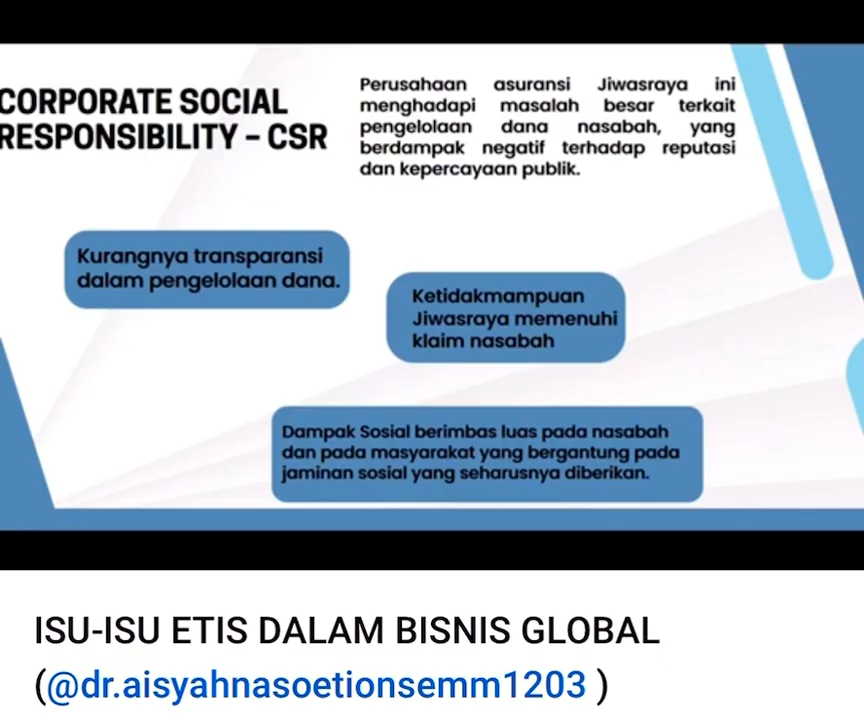 CORPORATE SOCIAL
RESPONSIBILITY – CSR
Perusahaan asuransi Jiwasraya ini
menghadapi masalah besar terkait
pengelolaan dana nasabah, yang
berdampak negatif terhadap reputasi
dan kepercayaan publik.
Kurangnya transparansi
dalam pengelolaan dana.
Ketidakmampuan
Jiwasraya memenuhi
klaim nasabah
Dampak Sosial berimbas luas pada nasabah
dan pada masyarakat yang bergantung pada
jaminan sosial yang seharusnya diberikan.
ISU-ISU ETIS DALAM BISNIS GLOBAL
(@dr.aisyahnasoetionsemm1203 )